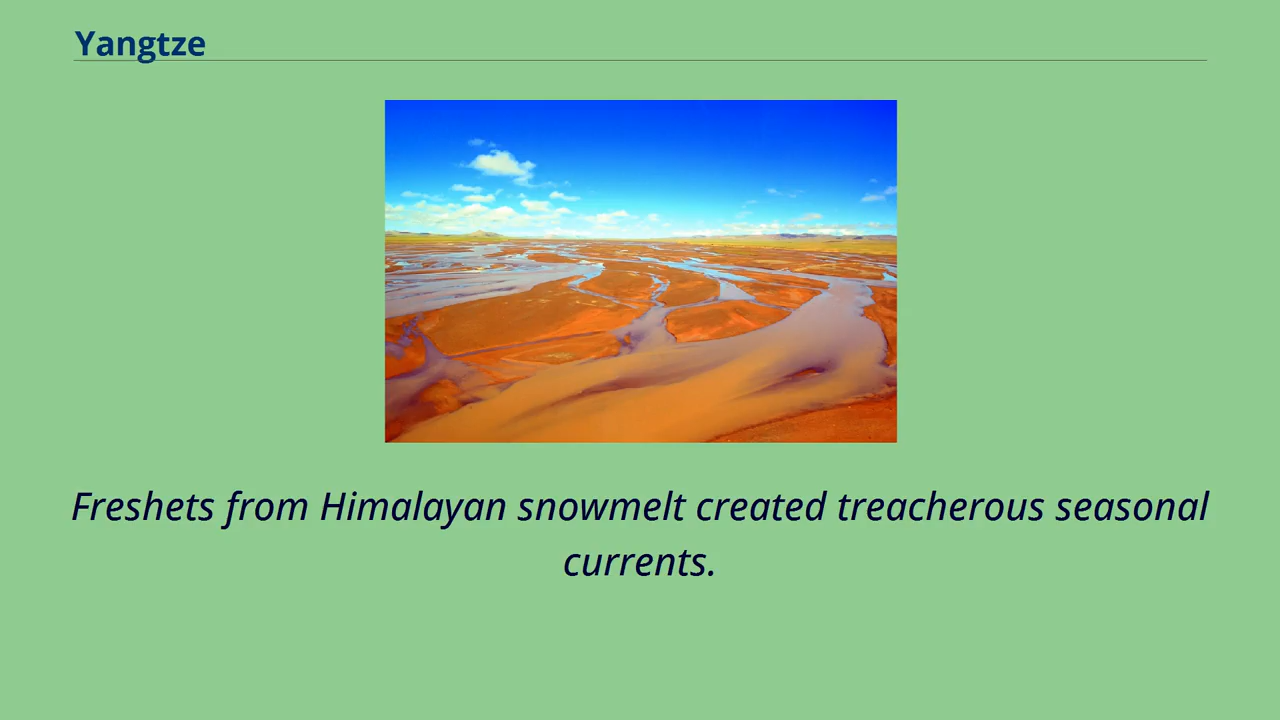 Yangtze
Freshets from Himalayan snowmelt created treacherous seasonal
currents.